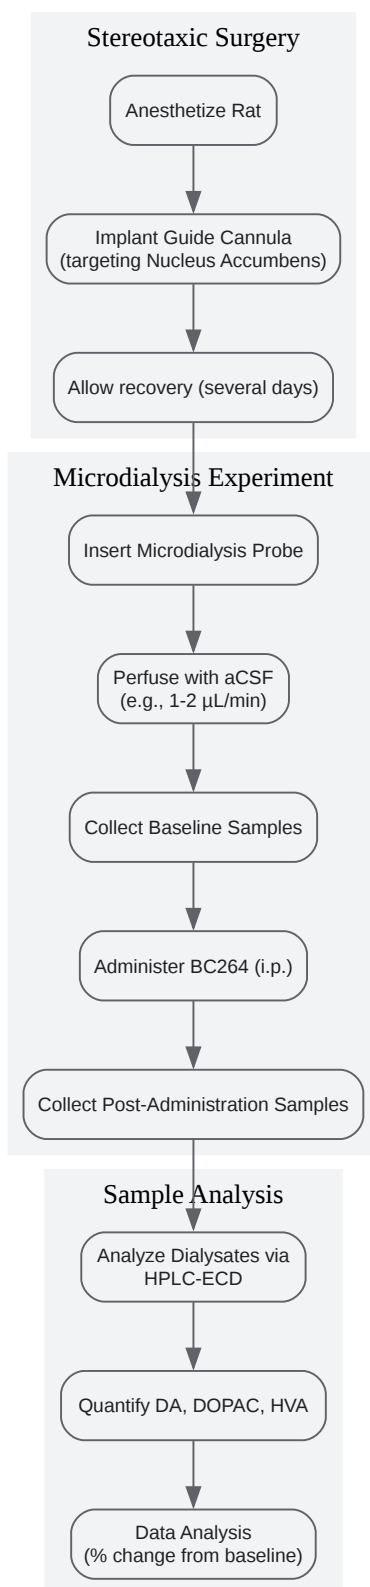 Stereotaxic Surgery
Anesthetize Rat
Implant Guide Cannula
(targeting Nucleus Accumbens)
Allow recovery (several days)
Microdialysis Experiment
Insert Microdialysis Probe
Perfuse with aCSF
(e.g., 1-2 µL/min)
Collect Baseline Samples
Administer BC264 (i.p.)
Collect Post-Administration Samples
Sample Analysis
Analyze Dialysates via
HPLC-ECD
Quantify DA, DOPAC, HVA
Data Analysis
(% change from baseline)